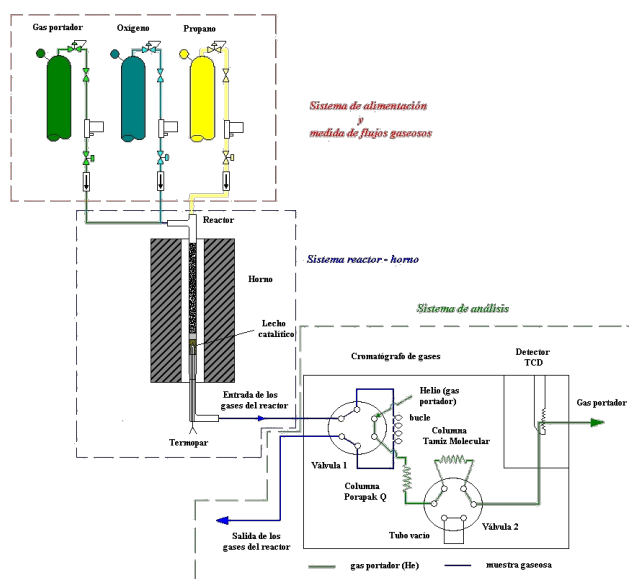 Gas portador
Oxígeno
Propano
Sistema de alimentación
y
medida de flujos gaseosos
Reactor
Horno
Sistema reactor - horno
Lecho
catalítico
Sistema de análisis
Cromatógrafo de gases
Detector
TCD
Entrada de los
gases del reactor
Helio (gas
portador)
Gas portador
bucle
Columna
Tamiz Molecular
Termopar
Válvula 1
Columna
Porapak Q
Válvula 2
Tubo vacío
Salida de los
gases del reactor
gas portador (He)
muestra gaseosa